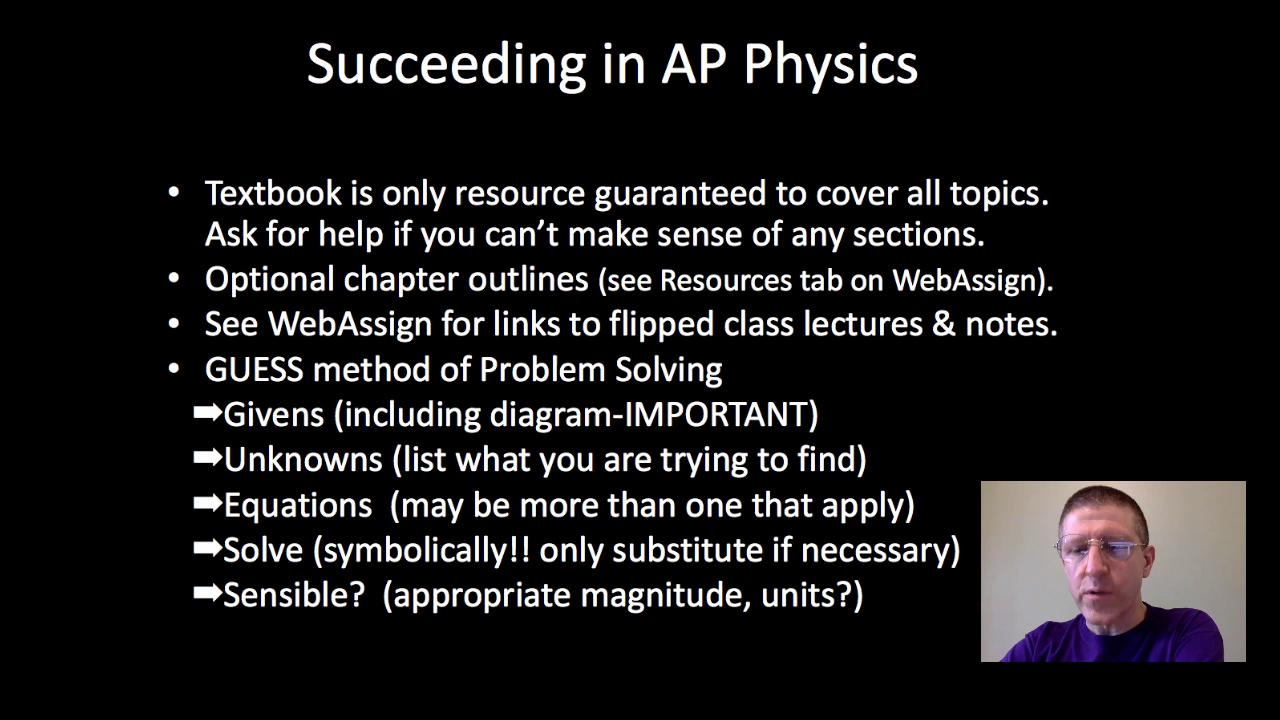 Succeeding in AP Physics
• Textbook is only resource guaranteed to cover all topics.
Ask for help if you can’t make sense of any sections.
• Optional chapter outlines (see Resources tab on WebAssign).
• See WebAssign for links to flipped class lectures & notes.
• GUESS method of Problem Solving
➡Givens (including diagram-IMPORTANT)
➡Unknowns (list what you are trying to find)
➡Equations  (may be more than one that apply)
➡Solve (symbolically!! only substitute if necessary)
➡Sensible?  (appropriate magnitude, units?)